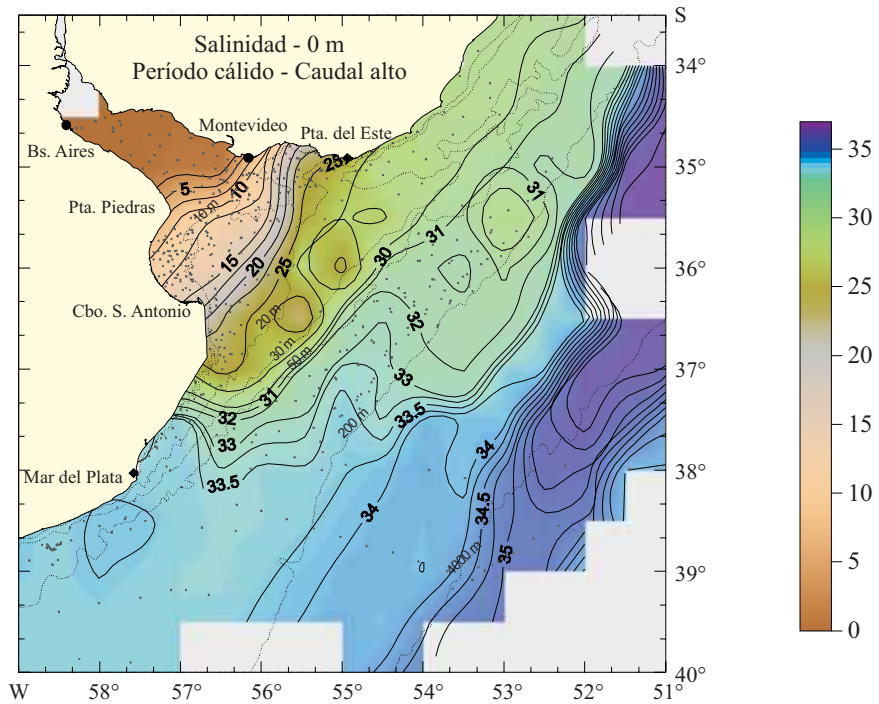 Salinidad - 0 m
Período cálido - Caudal alto
S
34°
35°
36°
37°
38°
39°
40°
W
58°
57°
56°
55°
54°
53°
52°
51°
Bs. Aires
Montevideo
Pta. del Este
Pta. Piedras
Cbo. S. Antonio
Mar del Plata
25
5
10
10 m
15
20
25
20 m
30 m
50 m
30
31
31
32
33
33.5
31
32
33
33.5
200 m
34
34
34.5
35
4000 m
35
30
25
20
15
10
5
0